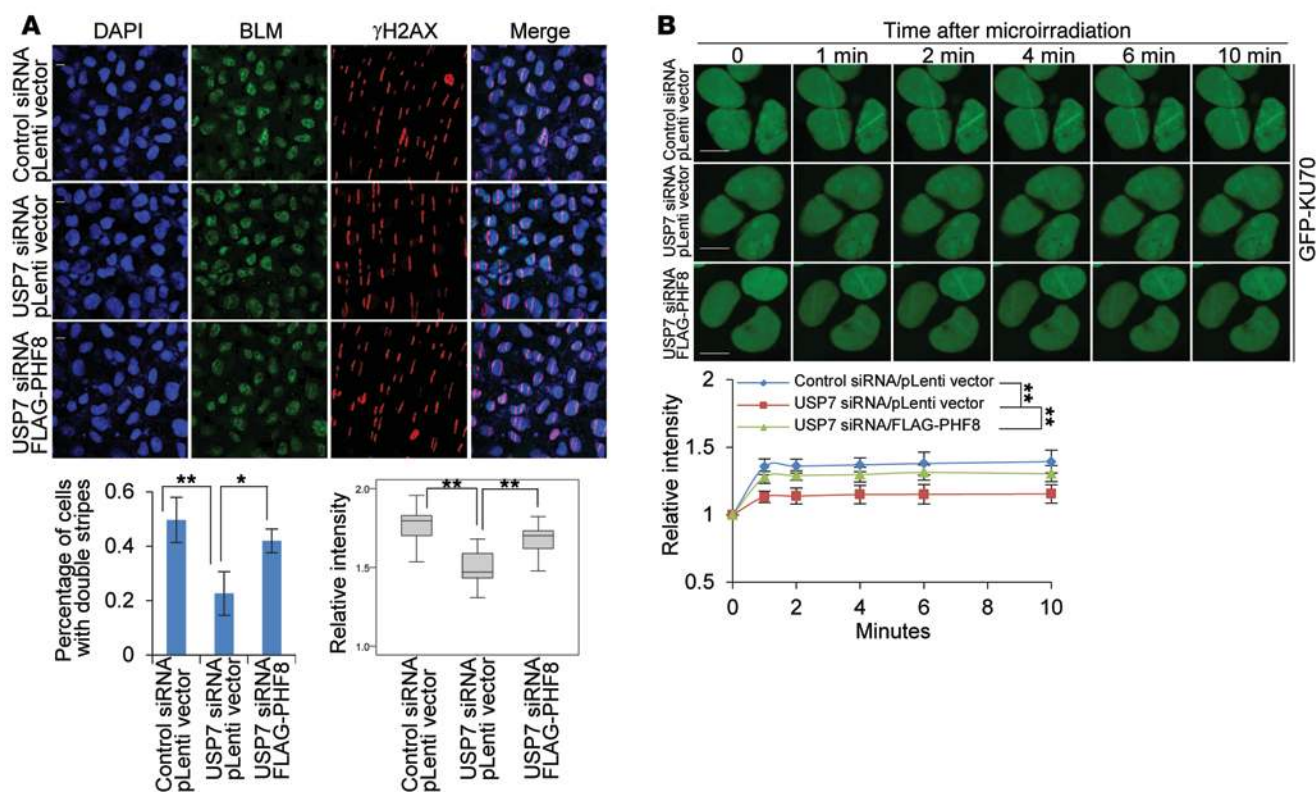 A
DAPI
BLM
γH2AX
Merge
Control siRNA
pLenti vector
USP7 siRNA
pLenti vector
USP7 siRNA
FLAG-PHF8
Percentage of cells
with double stripes
0.6
0.4
0.2
0
**
*
Control siRNA
pLenti vector
USP7 siRNA
pLenti vector
USP7 siRNA
FLAG-PHF8
Relative intensity
2.0
1.5
1.0
**
**
Control siRNA
pLenti vector
USP7 siRNA
pLenti vector
USP7 siRNA
FLAG-PHF8
B
Time after microirradiation
0
1 min
2 min
4 min
6 min
10 min
Control siRNA
pLenti vector
USP7 siRNA
pLenti vector
USP7 siRNA
FLAG-PHF8
GFP-KU70
Relative intensity
2
1.5
1
0.5
Control siRNA/pLenti vector
USP7 siRNA/pLenti vector
USP7 siRNA/FLAG-PHF8
**
**
0
2
4
6
8
10
Minutes